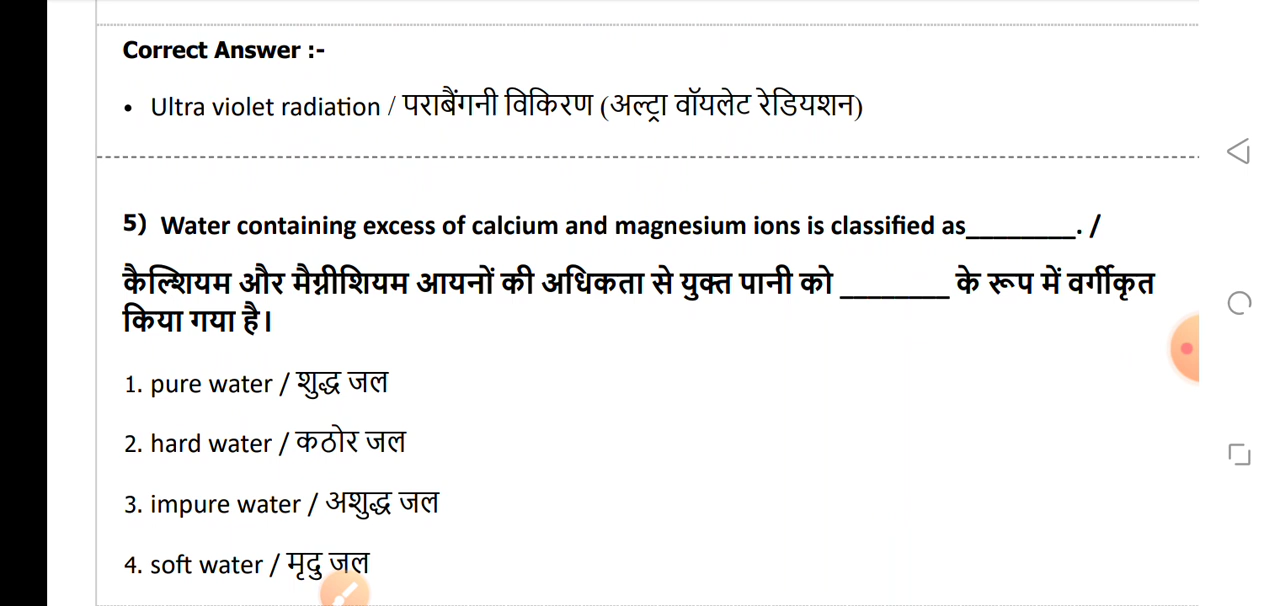 Correct Answer :-
• Ultra violet radiation / पराबैंगनी विकिरण (अल्ट्रा वॉयलेट रेडियशन)
5) Water containing excess of calcium and magnesium ions is classified as________. /
कैल्शियम और मैग्नीशियम आयनों की अधिकता से युक्त पानी को ________ के रूप में वर्गीकृत
किया गया है।
1. pure water / शुद्ध जल
2. hard water / कठोर जल
3. impure water / अशुद्ध जल
4. soft water / मृदु जल